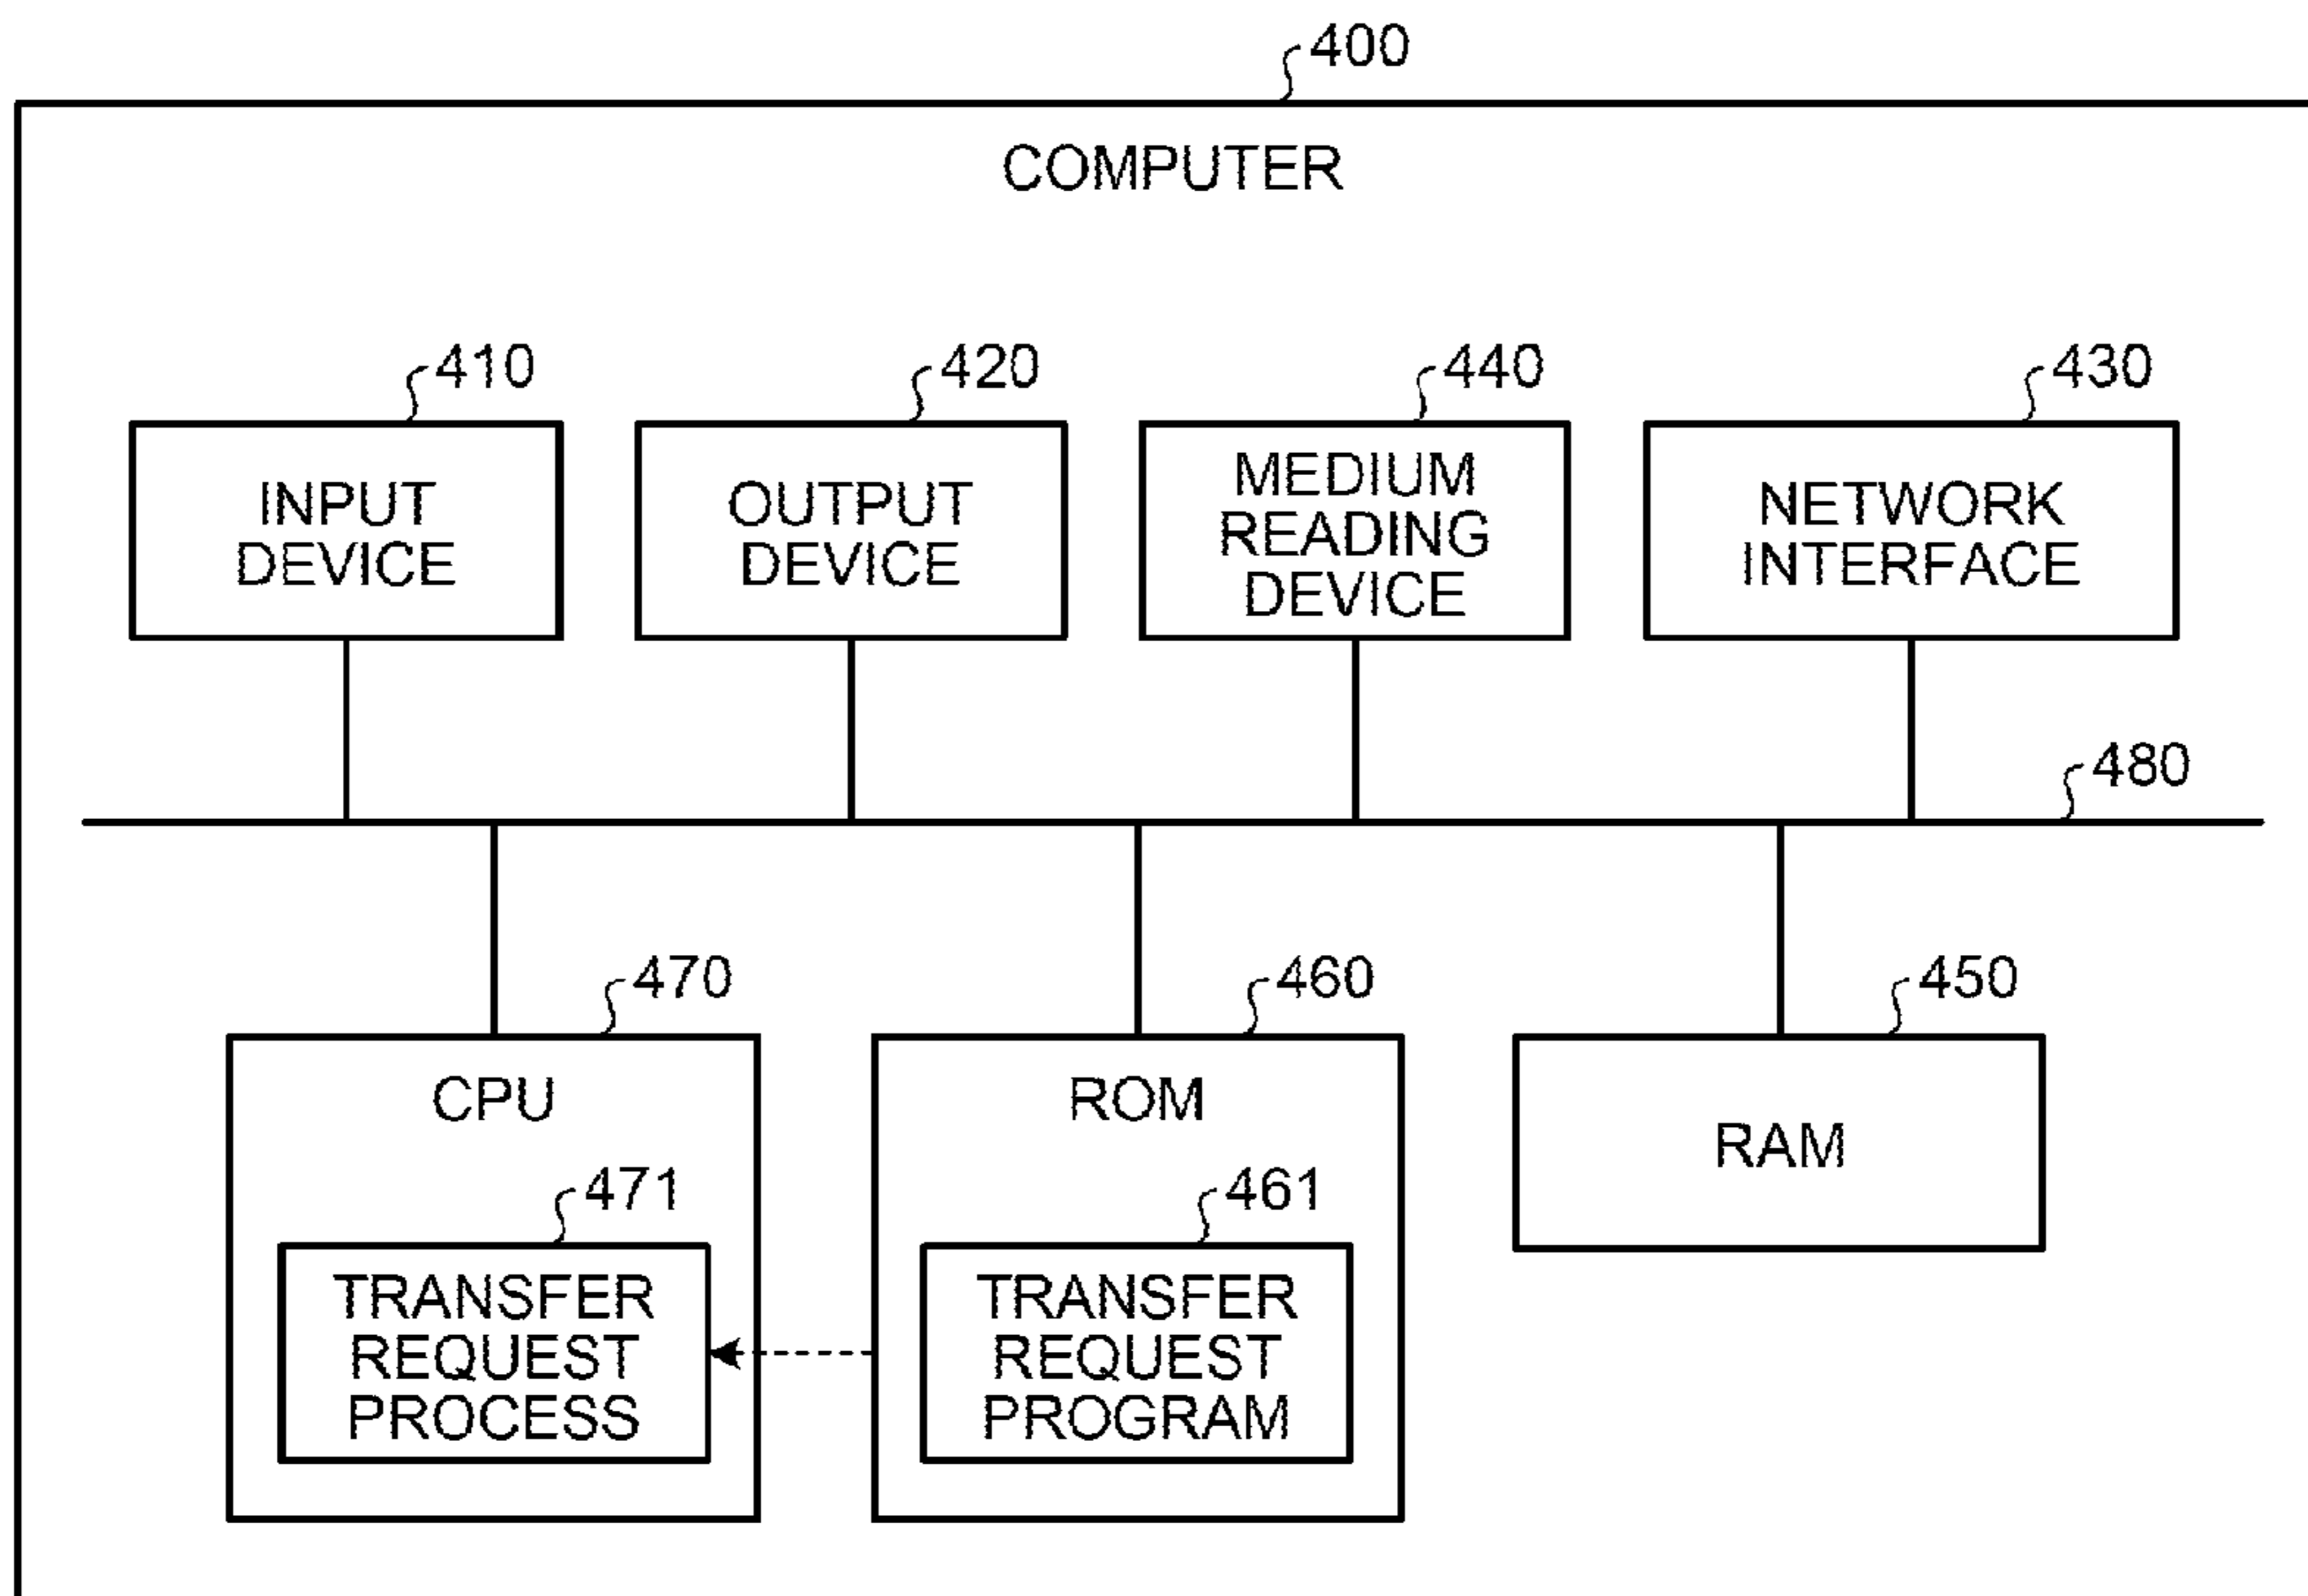 400
COMPUTER
410
420
440
430
INPUT
DEVICE
OUTPUT
DEVICE
MEDIUM
READING
DEVICE
NETWORK
INTERFACE
480
470
460
450
CPU
ROM
RAM
471
461
TRANSFER
REQUEST
PROCESS
TRANSFER
REQUEST
PROGRAM